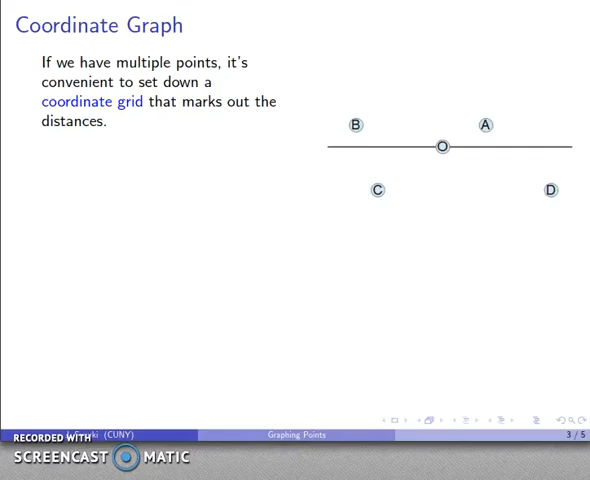 Coordinate Graph
If we have multiple points, it's
convenient to set down a
coordinate grid that marks out the
distances.
B
A
O
C
D
(CUNY)
Graphing Points
3 / 5
RECORDED WITH
SCREENCAST MATIC